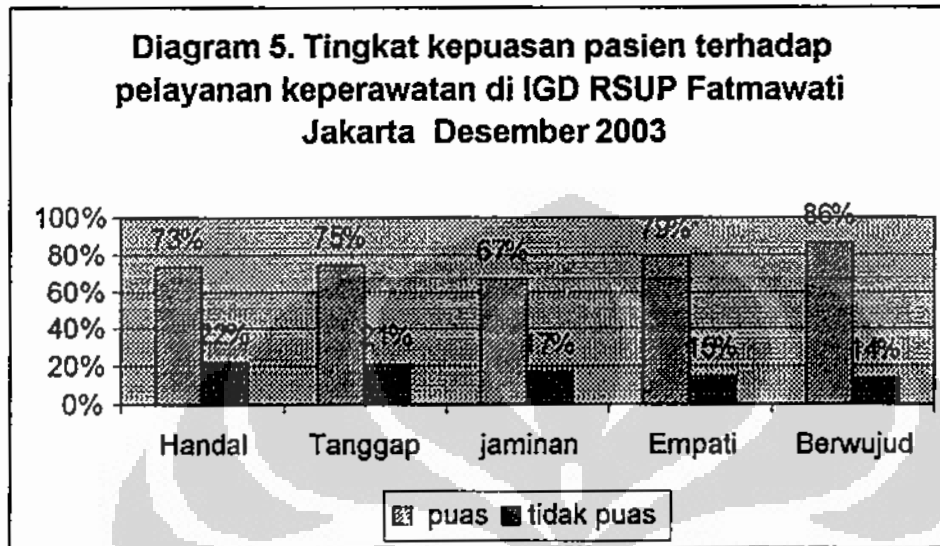 Diagram 5. Tingkat kepuasan pasien terhadap
pelayanan keperawatan di IGD RSUP Fatmawati
Jakarta Desember 2003
100%
80%
60%
40%
20%
0%
73%
22%
75%
21%
67%
17%
79%
15%
86%
14%
Handal
Tanggap
jaminan
Empati
Berwujud
puas
tidak puas